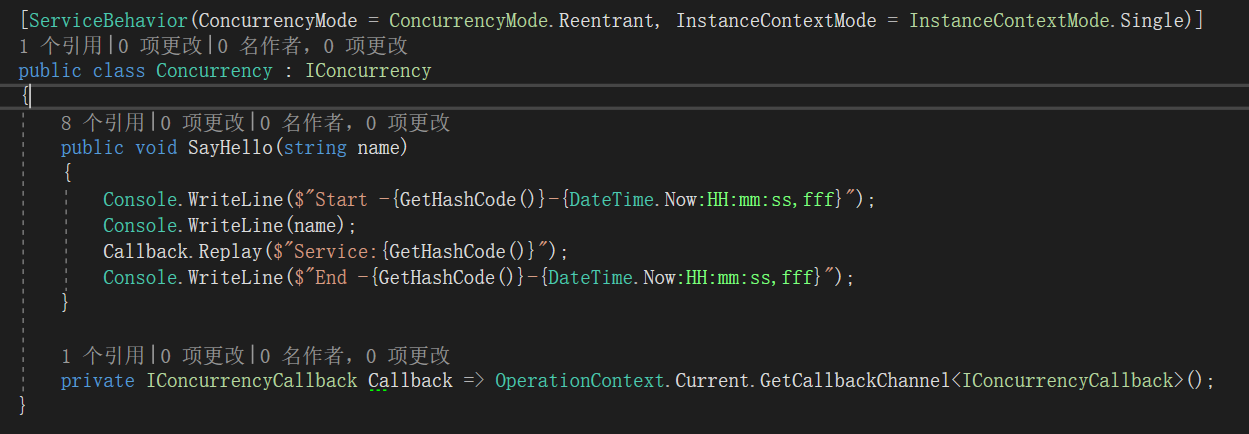 [ServiceBehavior(ConcurrencyMode = ConcurrencyMode.Reentrant, InstanceContextMode = InstanceContextMode.Single)]
1 个引用|0 项更改|0 名作者，0 项更改
public class Concurrency : IConcurrency
{
8 个引用|0 项更改|0 名作者，0 项更改
public void SayHello(string name)
{
Console.WriteLine($"Start -{GetHashCode()}-{DateTime.Now:HH:mm:ss,fff}");
Console.WriteLine(name);
Callback.Replay($"Service:{GetHashCode()}");
Console.WriteLine($"End -{GetHashCode()}-{DateTime.Now:HH:mm:ss,fff}");
}
1 个引用|0 项更改|0 名作者，0 项更改
private IConcurrencyCallback Callback => OperationContext.Current.GetCallbackChannel<IConcurrencyCallback>();
}